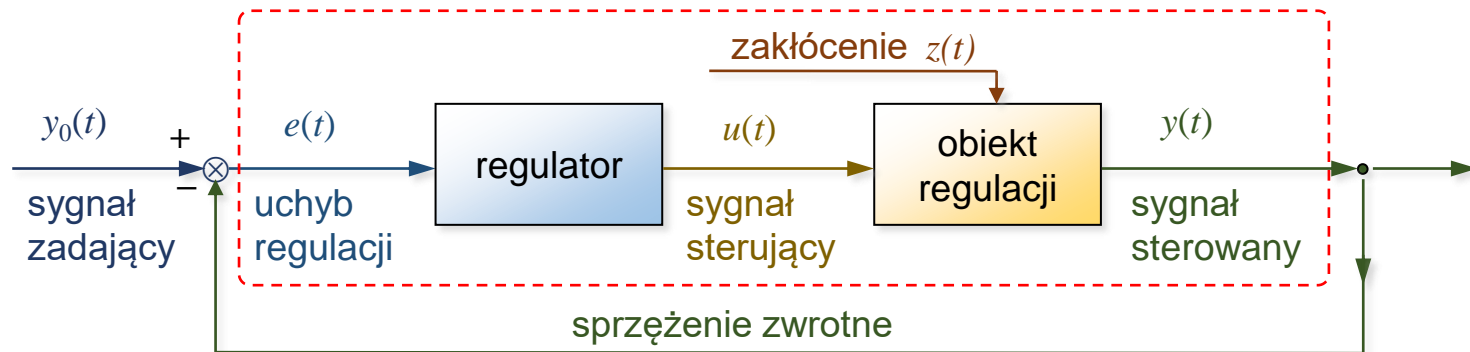 zakłócenie z(t)
y₀(t)
+
e(t)
regulator
u(t)
obiekt
regulacji
y(t)
−
sygnał
zadający
uchyb
regulacji
sygnał
sterujący
sygnał
sterowany
sprzężenie zwrotne